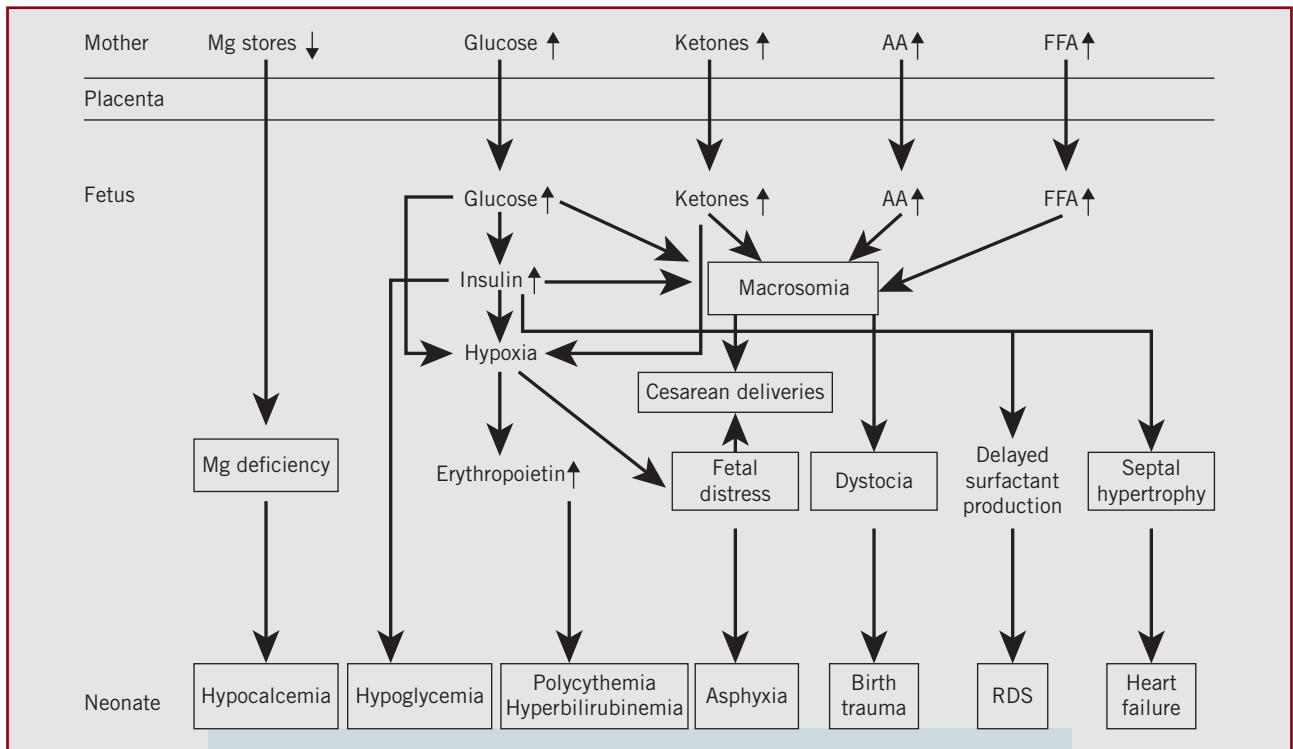 Mother Mg stores ↓ Glucose ↑ Ketones ↑ AA ↑ FFA ↑
Placenta
Fetus Glucose ↑ Ketones ↑ AA ↑ FFA ↑
Insulin ↑
Macrosomia
Hypoxia
Cesarean deliveries
Mg deficiency
Erythropoietin ↑
Fetal
distress
Dystocia
Delayed
surfactant
production
Septal
hypertrophy
Neonate
Hypocalcemia
Hypoglycemia
Polycythemia
Hyperbilirubinemia
Asphyxia
Birth
trauma
RDS
Heart
failure